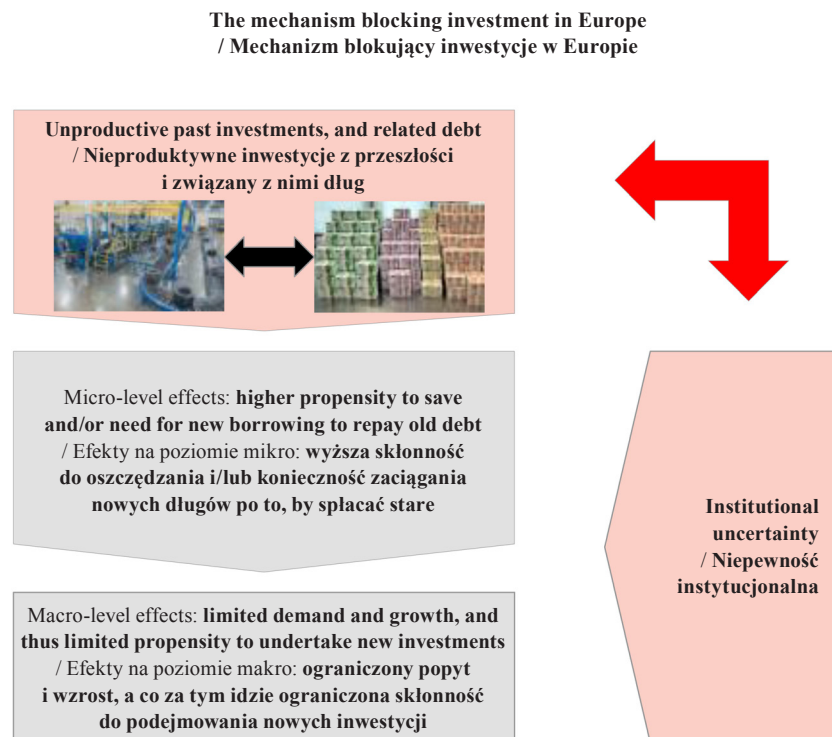 The mechanism blocking investment in Europe
/ Mechanizm blokujący inwestycje w Europie
Unproductive past investments, and related debt
/ Nieproduktywne inwestycje z przeszłości
i związany z nimi dług
Micro-level effects: higher propensity to save
and/or need for new borrowing to repay old debt
/ Efekty na poziomie mikro: wyższa skłonność
do oszczędzania i/lub konieczność zaciągania
nowych długów po to, by spłacać stare
Institutional
uncertainty
/ Niepewność
instytucjonalna
Macro-level effects: limited demand and growth, and
thus limited propensity to undertake new investments
/ Efekty na poziomie makro: ograniczony popyt
i wzrost, a co za tym idzie ograniczona skłonność
do podejmowania nowych inwestycji